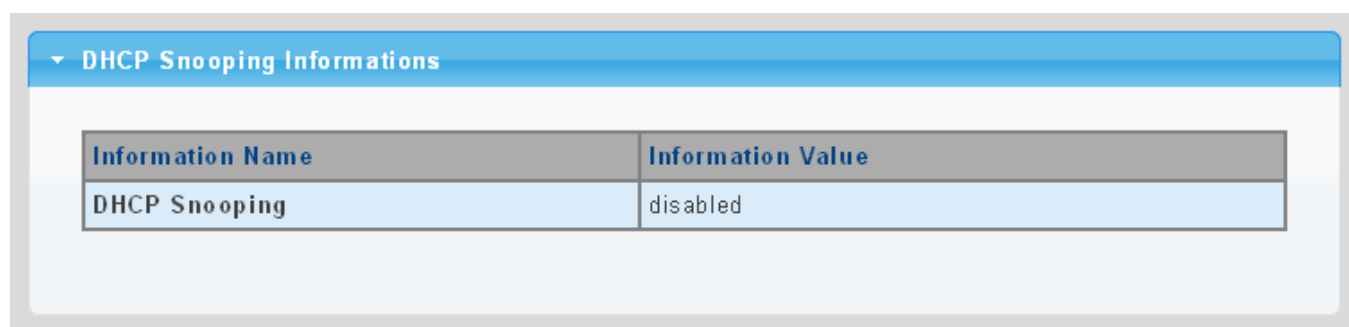 DHCP Snooping Informations
Information Name Information Value
DHCP Snooping disabled